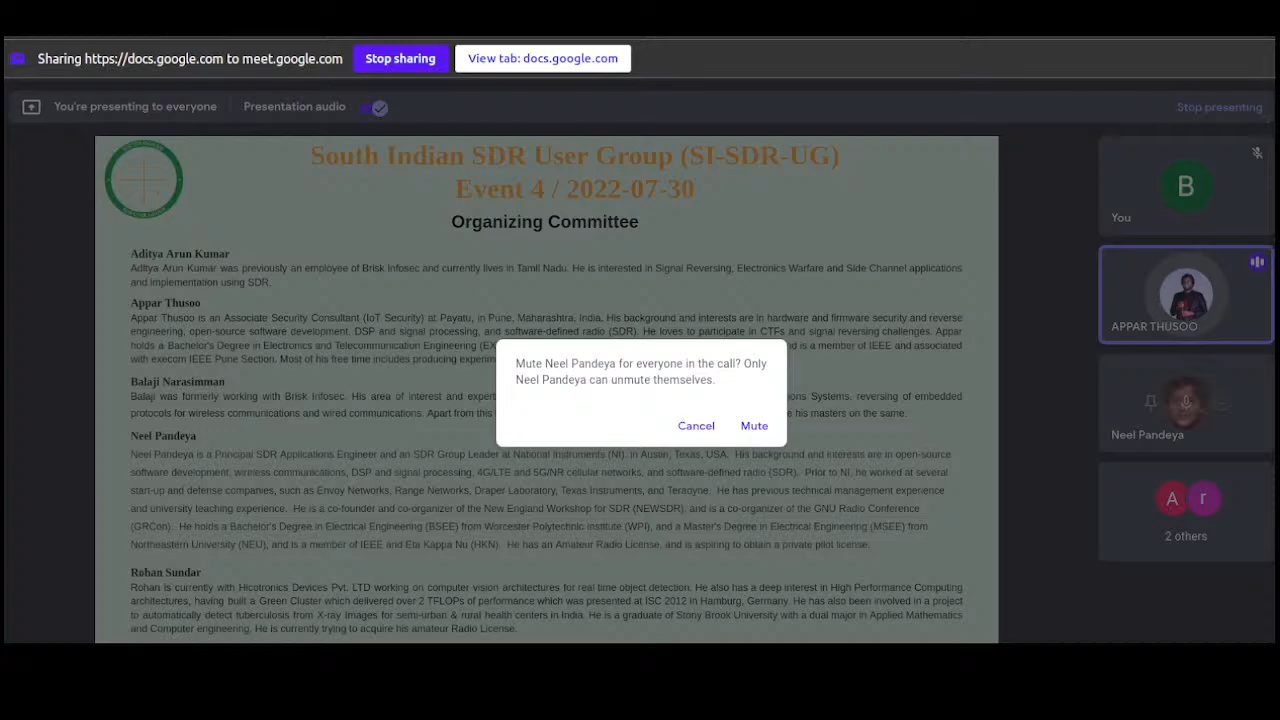 Sharing https://docs.google.com to meet.google.com Stop sharing View tab: docs.google.com
You're presenting to everyone Presentation audio Stop presenting
South Indian SDR User Group (SI-SDR-UG)
Event 4 / 2022-07-30
Organizing Committee
Aditya Arun Kumar
Aditya Arun Kumar was previously an employee of Brisk Infosec and currently lives in Tamil Nadu. He is interested in Signal Reversing, Electronics Warfare and Side Channel applications
and implementation using SDR.
Appar Thusoo
Appar Thusoo is an Associate Security Consultant (IoT Security) at Payatu, in Pune, Maharashtra, India. His background and interests are in hardware and firmware security and reverse
engineering, open-source software development, DSP and signal processing, and software-defined radio (SDR). He loves to participate in CTFs and signal reversing challenges. Appar
holds a Bachelor's Degree in Electronics and Telecommunication Engineering (EX nd is a member of IEEE and associated
with execom IEEE Pune Section. Most of his free time includes producing experim
Balaji Narasimman
Balaji was formerly working with Brisk Infosec. His area of interest and expert ons Systems, reversing of embedded
protocols for wireless communications and wired communications. Apart from this his masters on the same.
Neel Pandeya
Neel Pandeya is a Principal SDR Applications Engineer and an SDR Group Leader at National Instruments (NI), in Austin, Texas, USA. His background and interests are in open-source
software development, wireless communications, DSP and signal processing, 4G/LTE and 5G/NR cellular networks, and software-defined radio (SDR). Prior to NI, he worked at several
start-up and defense companies, such as Envoy Networks, Range Networks, Draper Laboratory, Texas Instruments, and Teradyne. He has previous technical management experience
and university teaching experience. He is a co-founder and co-organizer of the New England Workshop for SDR (NEWSDR), and is a co-organizer of the GNU Radio Conference
(GRCon). He holds a Bachelor's Degree in Electrical Engineering (BSEE) from Worcester Polytechnic Institute (WPI), and a Master's Degree in Electrical Engineering (MSEE) from
Northeastern University (NEU), and is a member of IEEE and Eta Kappa Nu (HKN). He has an Amateur Radio License, and is aspiring to obtain a private pilot license.
Rohan Sundar
Rohan is currently with Hicotronics Devices Pvt. LTD working on computer vision architectures for real time object detection. He also has a deep interest in High Performance Computing
architectures, having built a Green Cluster which delivered over 2 TFLOPs of performance which was presented at ISC 2012 in Hamburg, Germany. He has also been involved in a project
to automatically detect tuberculosis from X-ray Images for semi-urban & rural health centers in India. He is a graduate of Stony Brook University with a dual major in Applied Mathematics
and Computer engineering. He is currently trying to acquire his amateur Radio License.
Mute Neel Pandeya for everyone in the call? Only
Neel Pandeya can unmute themselves.
Cancel Mute
B
You
APPAR THUSOO
Neel Pandeya
A r
2 others